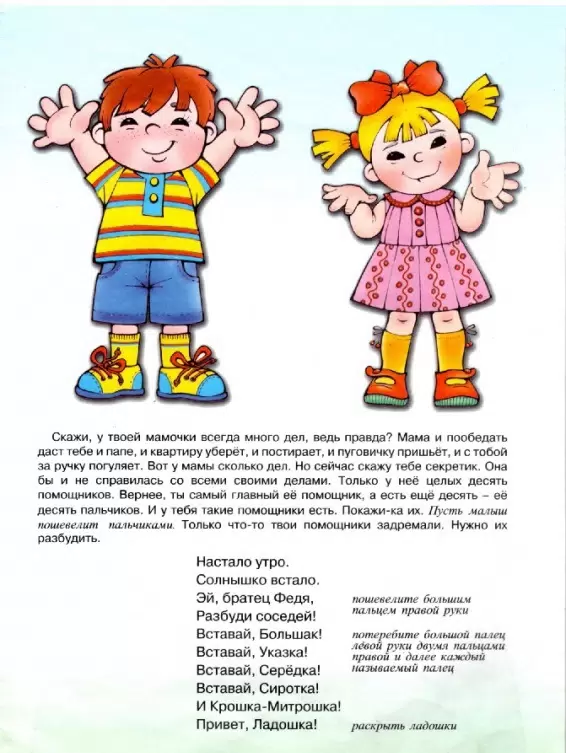 Скажи, у твоей мамочки всегда много дел, ведь правда? Мама и пообедать
даст тебе и папе, и квартиру уберёт, и постирает, и пуговичку пришьёт, и с тобой
за ручку погуляет. Вот у мамы сколько дел. Но сейчас скажу тебе секретик. Она
бы и не справилась со всеми своими делами. Только у неё целых десять
помощников. Вернее, ты самый главный её помощник, а есть ещё десять – её
десять пальчиков. И у тебя такие помощники есть. Покажи-ка их. Пусть малыш
пошевелит пальчиками. Только что-то твои помощники задремали. Нужно их
разбудить.
Настало утро.
Солнышко встало.
Эй, братец Федя,
Разбуди соседей!
пошевелите большим
пальцем правой руки
Вставай, Большак!
Вставай, Указка!
Вставай, Серёдка!
Вставай, Сиротка!
И Крошка-Митрошка!
потеребите большой палец
левой руки двумя пальцами
правой и далее каждый
называемый палец
Привет, Ладошка!
раскрыть ладошки